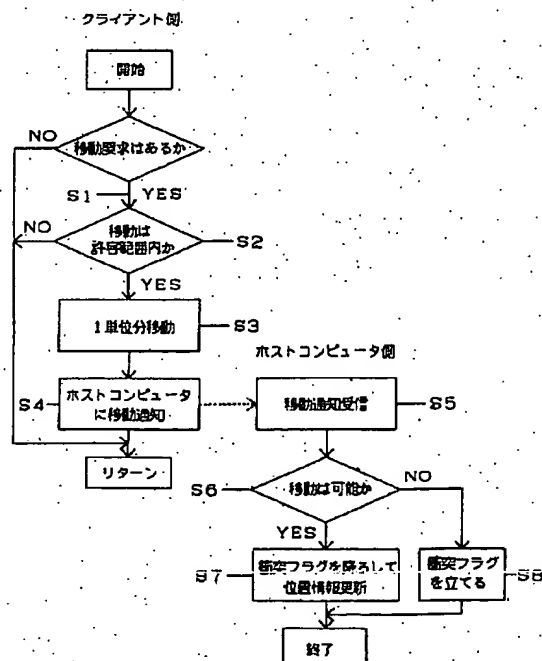 クライアント側
開始
NO
移動要求はあるか
S1
YES
NO
移動は
許容範囲内か
S2
YES
1単位分移動
S3
ホストコンピュータ側
S4
ホストコンピュータ
に移動通知
移動通知受信
S5
リターン
S6
移動は可能か
NO
YES
S7
衝突フラグを降ろして
位置情報更新
衝突フラグ
を立てる
S8
終了